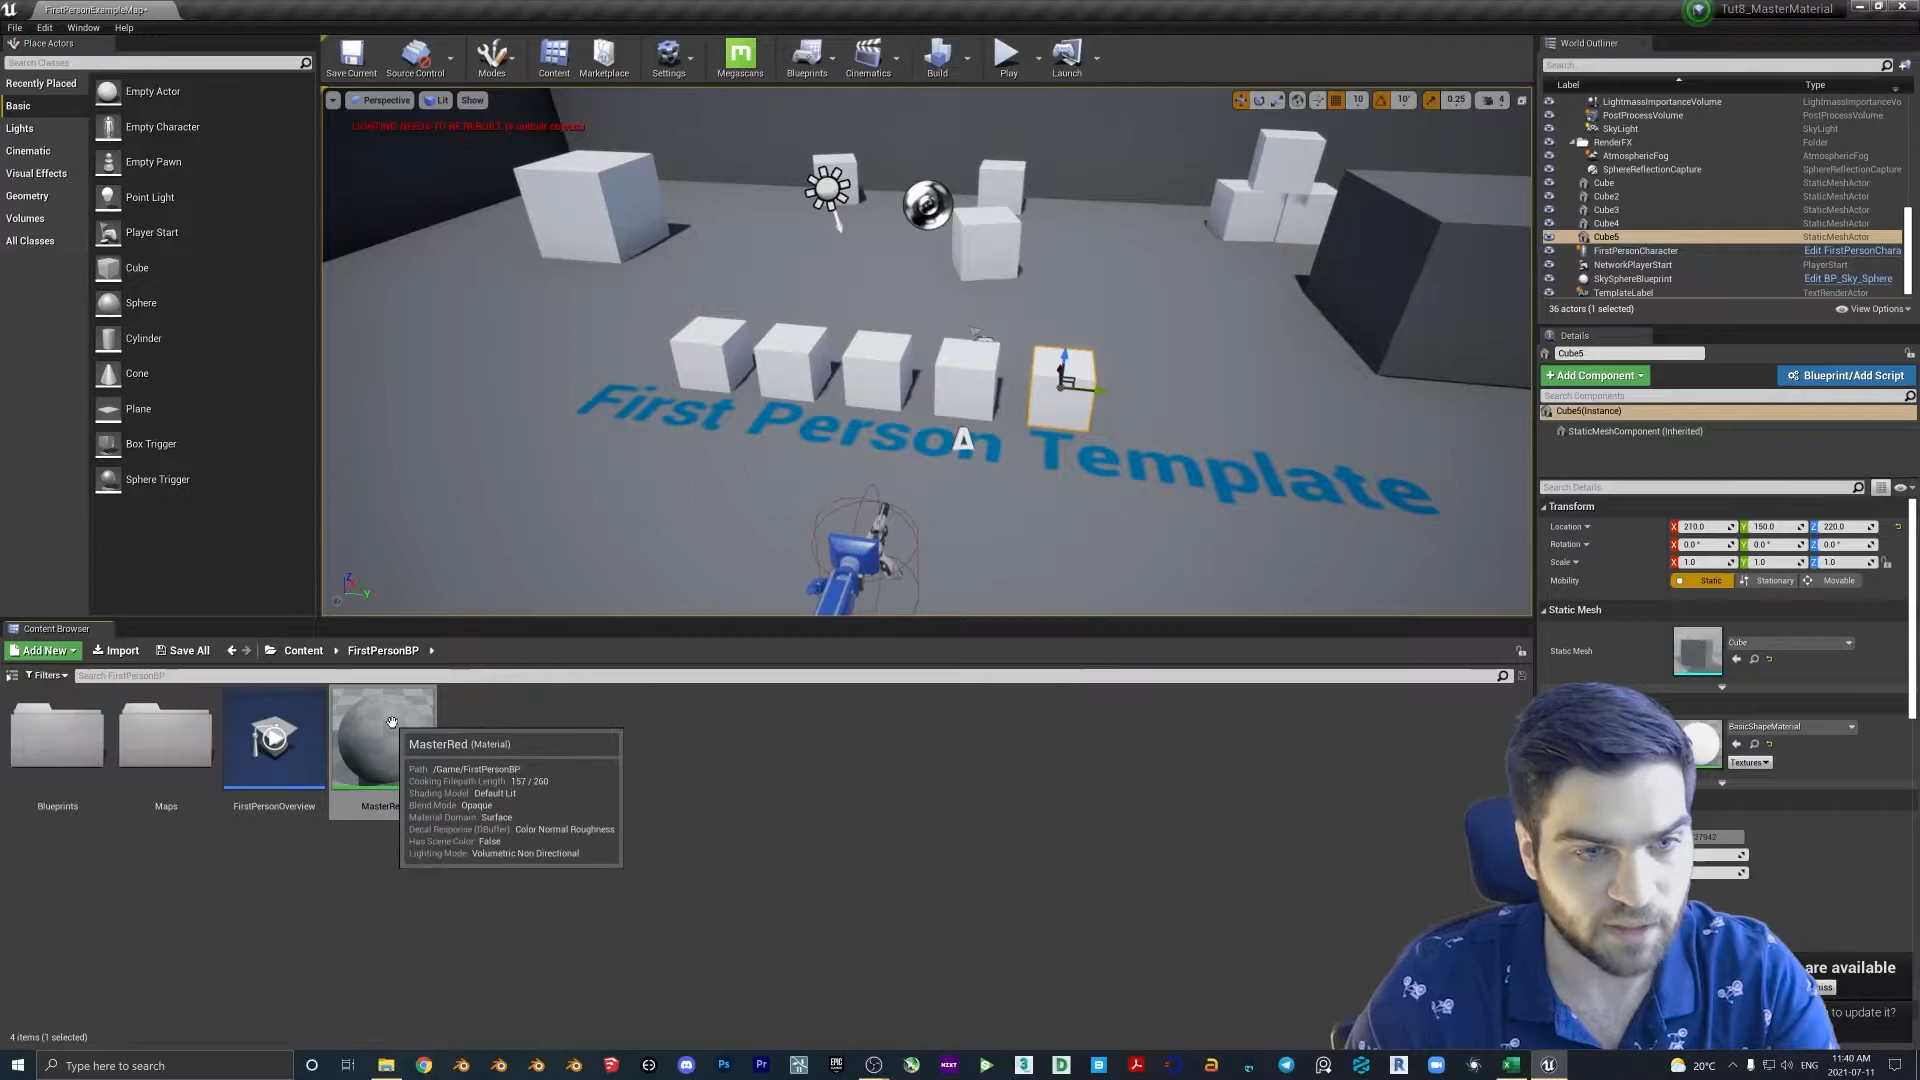 FirstPersonExampleMap•
Tut8_MasterMaterial
File Edit Window Help
Place Actors
Search Classes
Recently Placed
Basic
Lights
Cinematic
Visual Effects
Geometry
Volumes
All Classes
Empty Actor
Empty Character
Empty Pawn
Point Light
Player Start
Cube
Sphere
Cylinder
Cone
Plane
Box Trigger
Sphere Trigger
Save Current
Source Control
Modes
Content
Marketplace
Settings
Megascans
Blueprints
Cinematics
Build
Play
Launch
Perspective
Lit
Show
10
10°
0.25
4
LIGHTING NEEDS TO BE REBUILT
First Person Template
World Outliner
Search...
Label Type
LightmassImportanceVolume LightmassImportanceVo
PostProcessVolume PostProcessVolume
SkyLight SkyLight
RenderFX Folder
AtmosphericFog AtmosphericFog
SphereReflectionCapture SphereReflectionCapture
Cube StaticMeshActor
Cube2 StaticMeshActor
Cube3 StaticMeshActor
Cube4 StaticMeshActor
Cube5 StaticMeshActor
FirstPersonCharacter Edit FirstPersonChara
NetworkPlayerStart PlayerStart
SkySphereBlueprint Edit BP_Sky_Sphere
TemplateLabel TextRenderActor
36 actors (1 selected)
View Options
Details
Cube5
+ Add Component
Blueprint/Add Script
Search Components
Cube5(Instance)
StaticMeshComponent (Inherited)
Search Details
Transform
Location X 210.0 Y 150.0 Z 220.0
Rotation X 0.0° Y 0.0° Z 0.0°
Scale X 1.0 Y 1.0 Z 1.0
Mobility Static Stationary Movable
Static Mesh
Static Mesh Cube
BasicShapeMaterial
Textures
27942
are available
to update it?
Content Browser
Add New
Import
Save All
Content
FirstPersonBP
Filters
Search FirstPersonBP
Blueprints
Maps
FirstPersonOverview
MasterRe
MasterRed (Material)
Path /Game/FirstPersonBP
Cooking Filepath Length 157 / 260
Shading Model Default Lit
Blend Mode Opaque
Material Domain Surface
Decal Response (DBuffer) Color Normal Roughness
Has Scene Color False
Lighting Mode Volumetric Non Directional
4 items (1 selected)
Type here to search
20°C
ENG
11:40 AM
2021-07-11